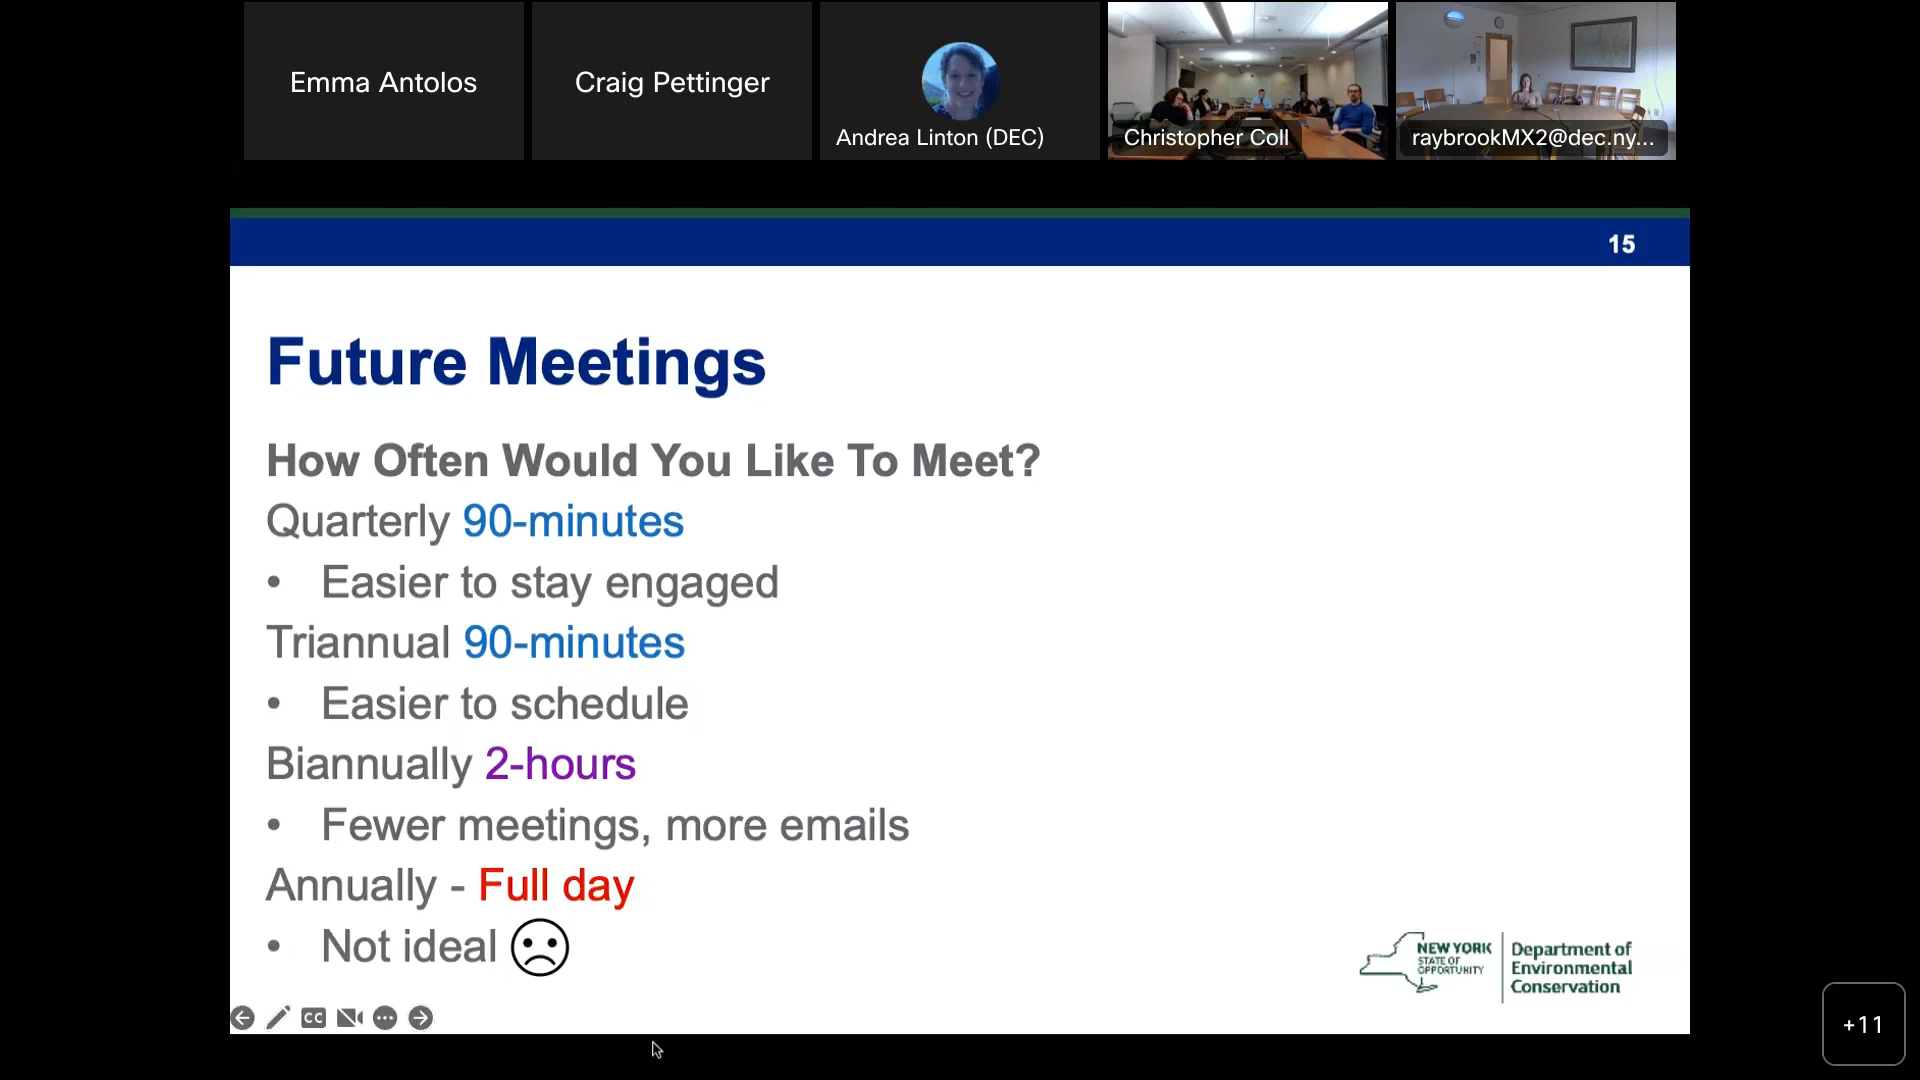 Emma Antolos
Craig Pettinger
Andrea Linton (DEC)
Christopher Coll
raybrookMX2@dec.ny...
15
Future Meetings
How Often Would You Like To Meet?
Quarterly 90-minutes
• Easier to stay engaged
Triannual 90-minutes
• Easier to schedule
Biannually 2-hours
• Fewer meetings, more emails
Annually - Full day
• Not ideal
NEW YORK
STATE OF
OPPORTUNITY
Department of
Environmental
Conservation
CC
+11